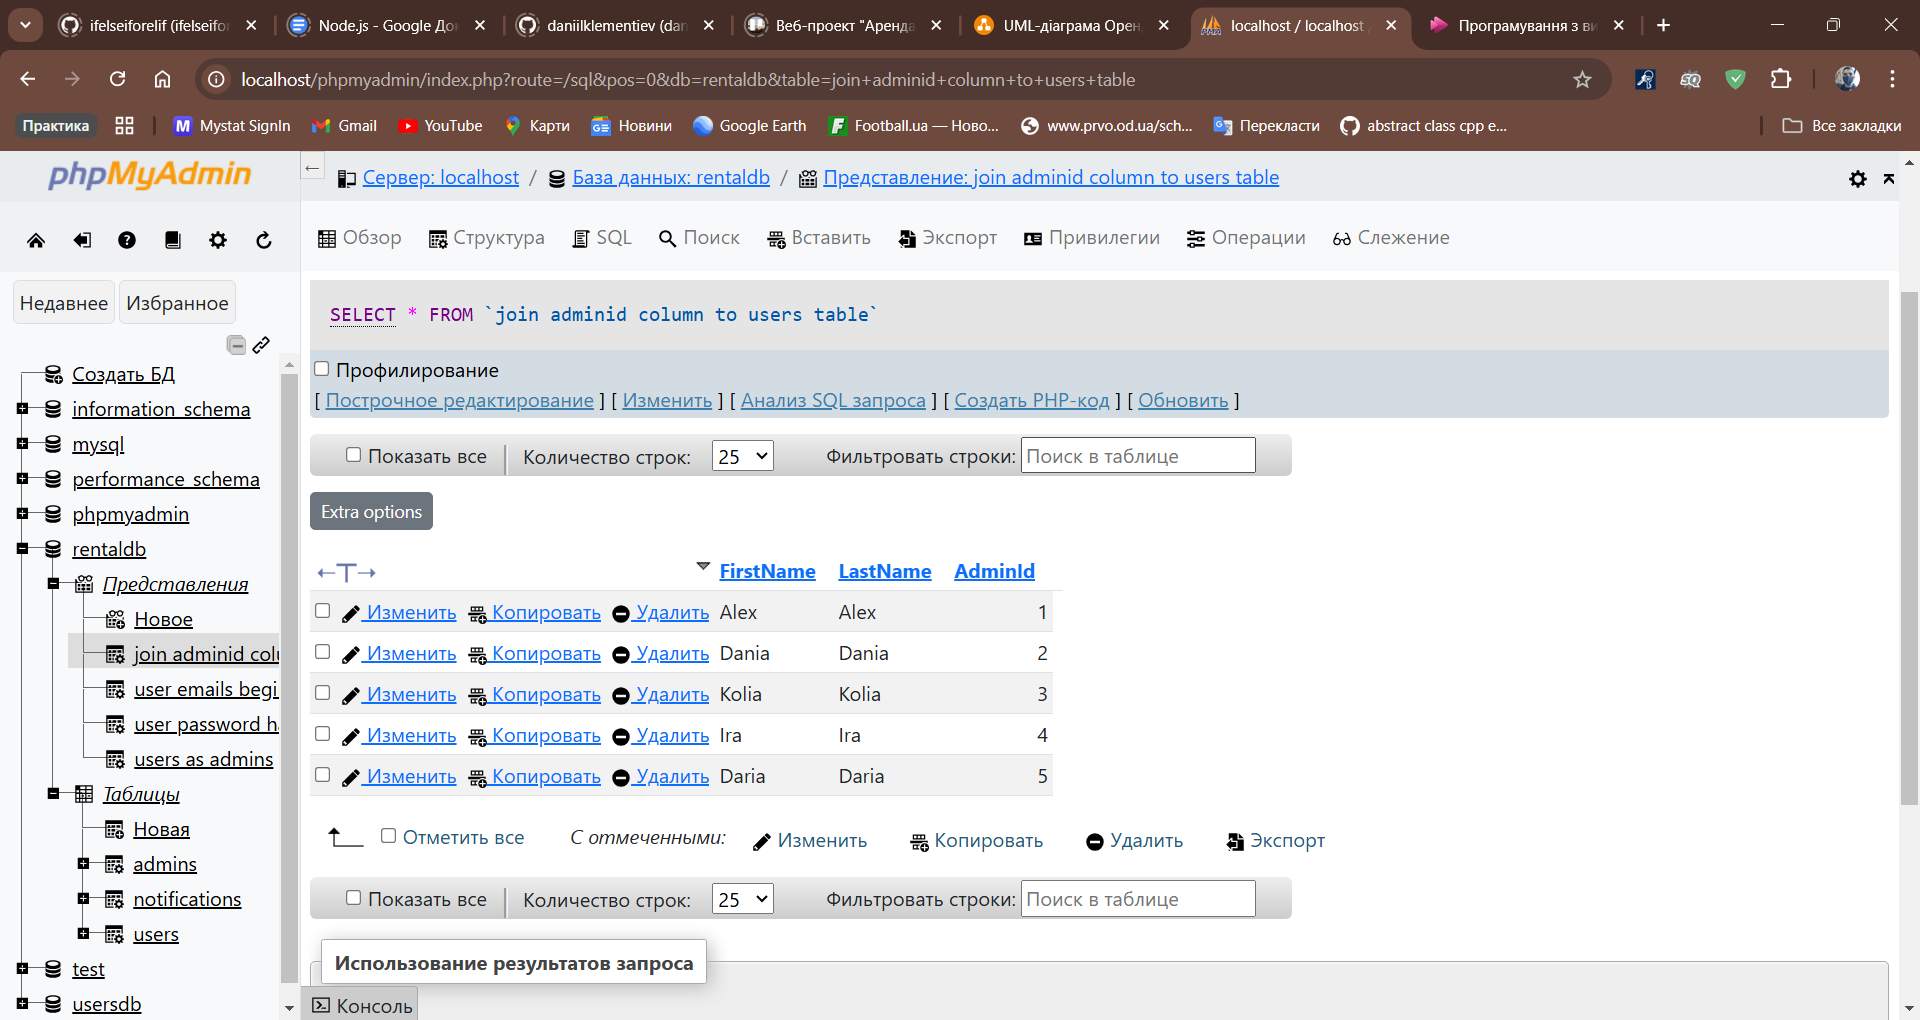 ifelseiforelif (ifelseifor
Node.js - Google До
daniilklementiev (dan
Веб-проект "Аренда
UML-діаграма Орен
localhost / localhost
Програмування з ви
localhost/phpmyadmin/index.php?route=/sql&pos=0&db=rentaldb&table=join+adminid+column+to+users+table
Практика
Mystat SignIn
Gmail
YouTube
Карти
Новини
Google Earth
Football.ua — Ново...
www.prvo.od.ua/sch...
Перекласти
abstract class cpp e...
Все закладки
phpMyAdmin
Недавнее Избранное
Создать БД
information_schema
mysql
performance_schema
phpmyadmin
rentaldb
Представления
Новое
join adminid colu
user emails begi
user password ha
users as admins
Таблицы
Новая
admins
notifications
users
test
usersdb
Сервер: localhost / База данных: rentaldb / Представление: join adminid column to users table
Обзор Структура SQL Поиск Вставить Экспорт Привилегии Операции Слежение
SELECT * FROM `join adminid column to users table`
Профилирование
[ Построчное редактирование ] [ Изменить ] [ Анализ SQL запроса ] [ Создать PHP-код ] [ Обновить ]
Показать все Количество строк: 25 Фильтровать строки: Поиск в таблице
Extra options
←T→ FirstName LastName AdminId
Изменить Копировать Удалить Alex Alex 1
Изменить Копировать Удалить Dania Dania 2
Изменить Копировать Удалить Kolia Kolia 3
Изменить Копировать Удалить Ira Ira 4
Изменить Копировать Удалить Daria Daria 5
Отметить все С отмеченными: Изменить Копировать Удалить Экспорт
Показать все Количество строк: 25 Фильтровать строки: Поиск в таблице
Использование результатов запроса
Консоль